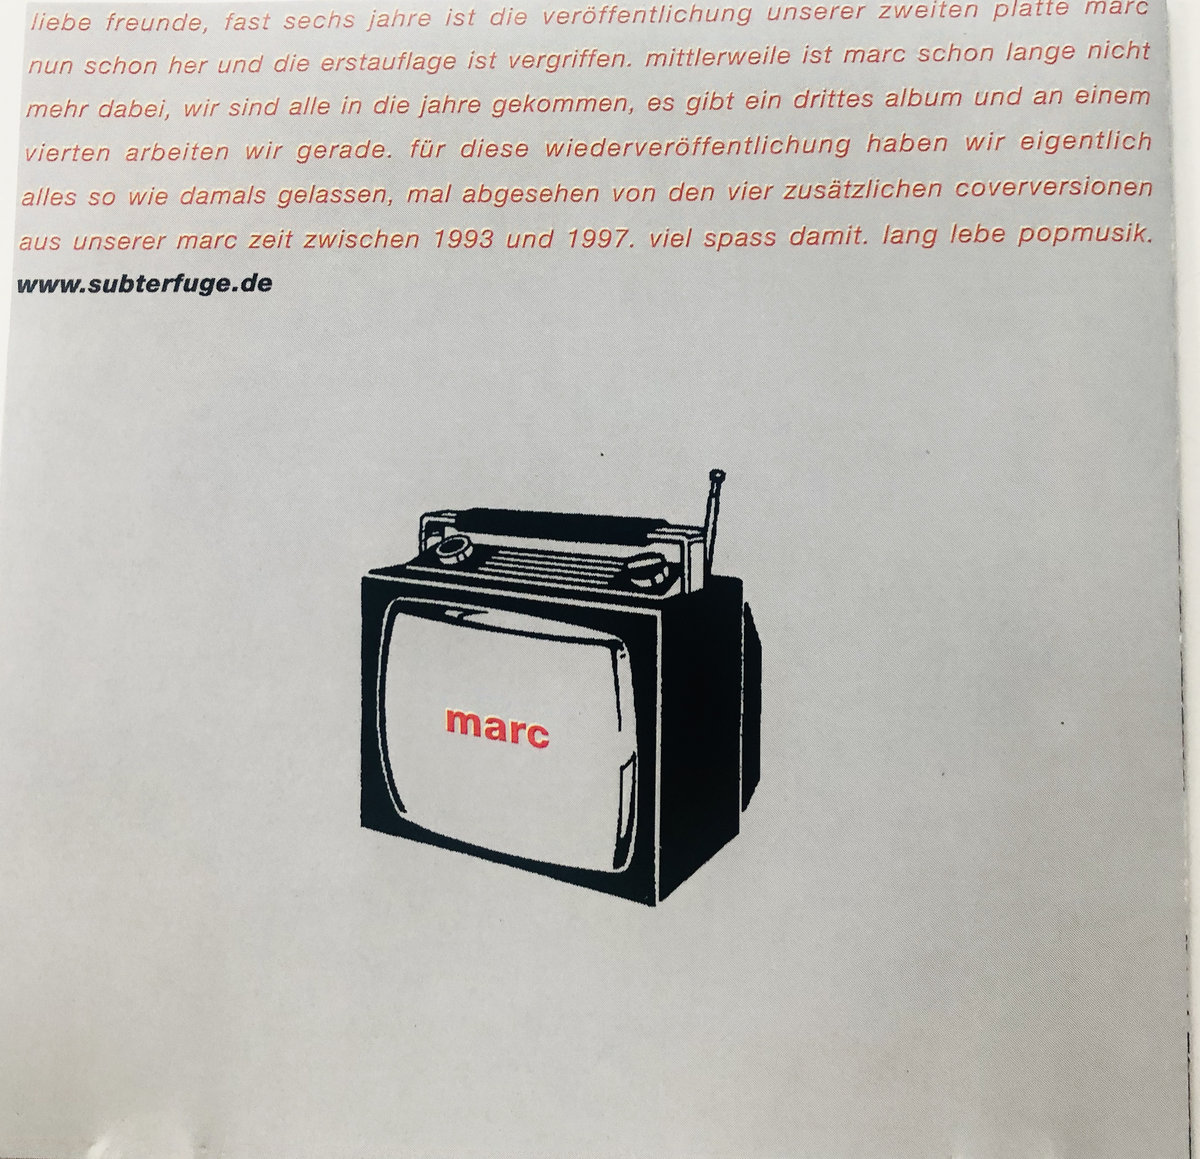 liebe freunde, fast sechs jahre ist die veröffentlichung unserer zweiten platte marc
nun schon her und die erstauflage ist vergriffen. mittlerweile ist marc schon lange nicht
mehr dabei, wir sind alle in die jahre gekommen, es gibt ein drittes album und an einem
vierten arbeiten wir gerade. für diese wiederveröffentlichung haben wir eigentlich
alles so wie damals gelassen, mal abgesehen von den vier zusätzlichen coverversionen
aus unserer marc zeit zwischen 1993 und 1997. viel spass damit. lang lebe popmusik.
www.subterfuge.de
marc